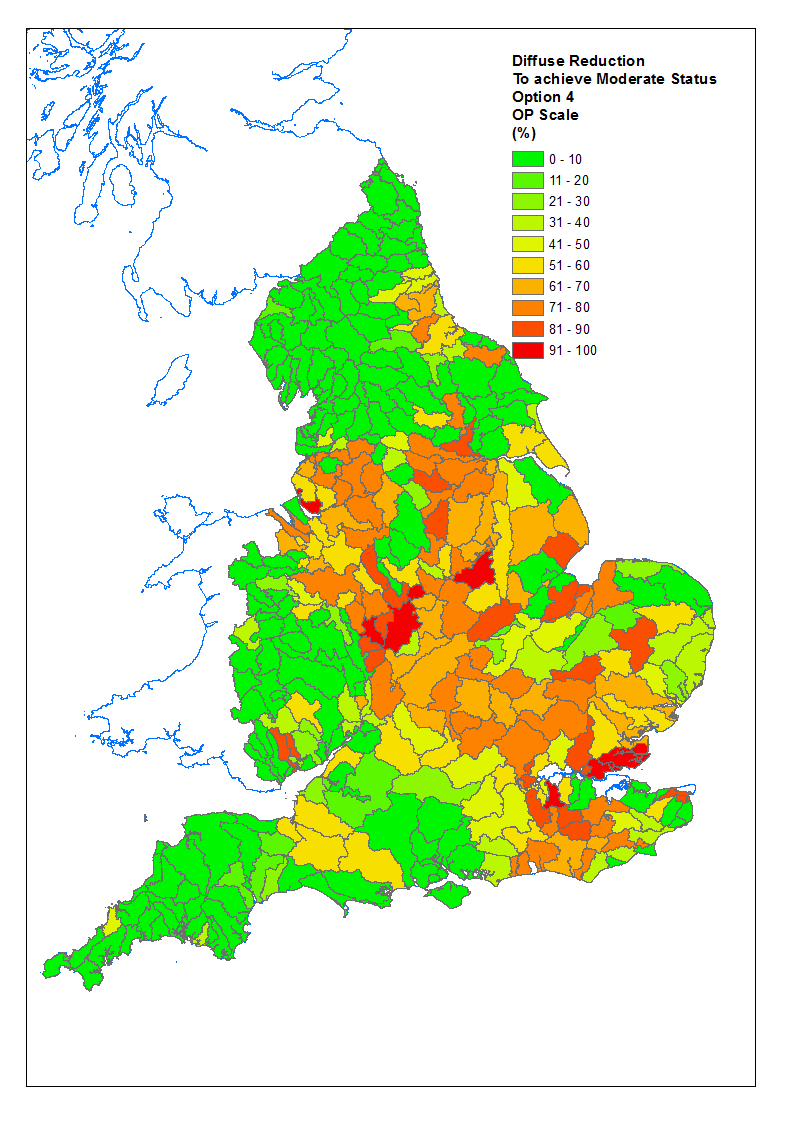 Diffuse Reduction
To achieve Moderate Status
Option 4
OP Scale
(%)
0 - 10
11 - 20
21 - 30
31 - 40
41 - 50
51 - 60
61 - 70
71 - 80
81 - 90
91 - 100